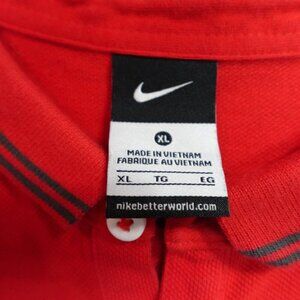 XL
MADE IN VIETNAM
FABRIQUE AU VIETNAM
XL TG EG
nikebetterworld.com